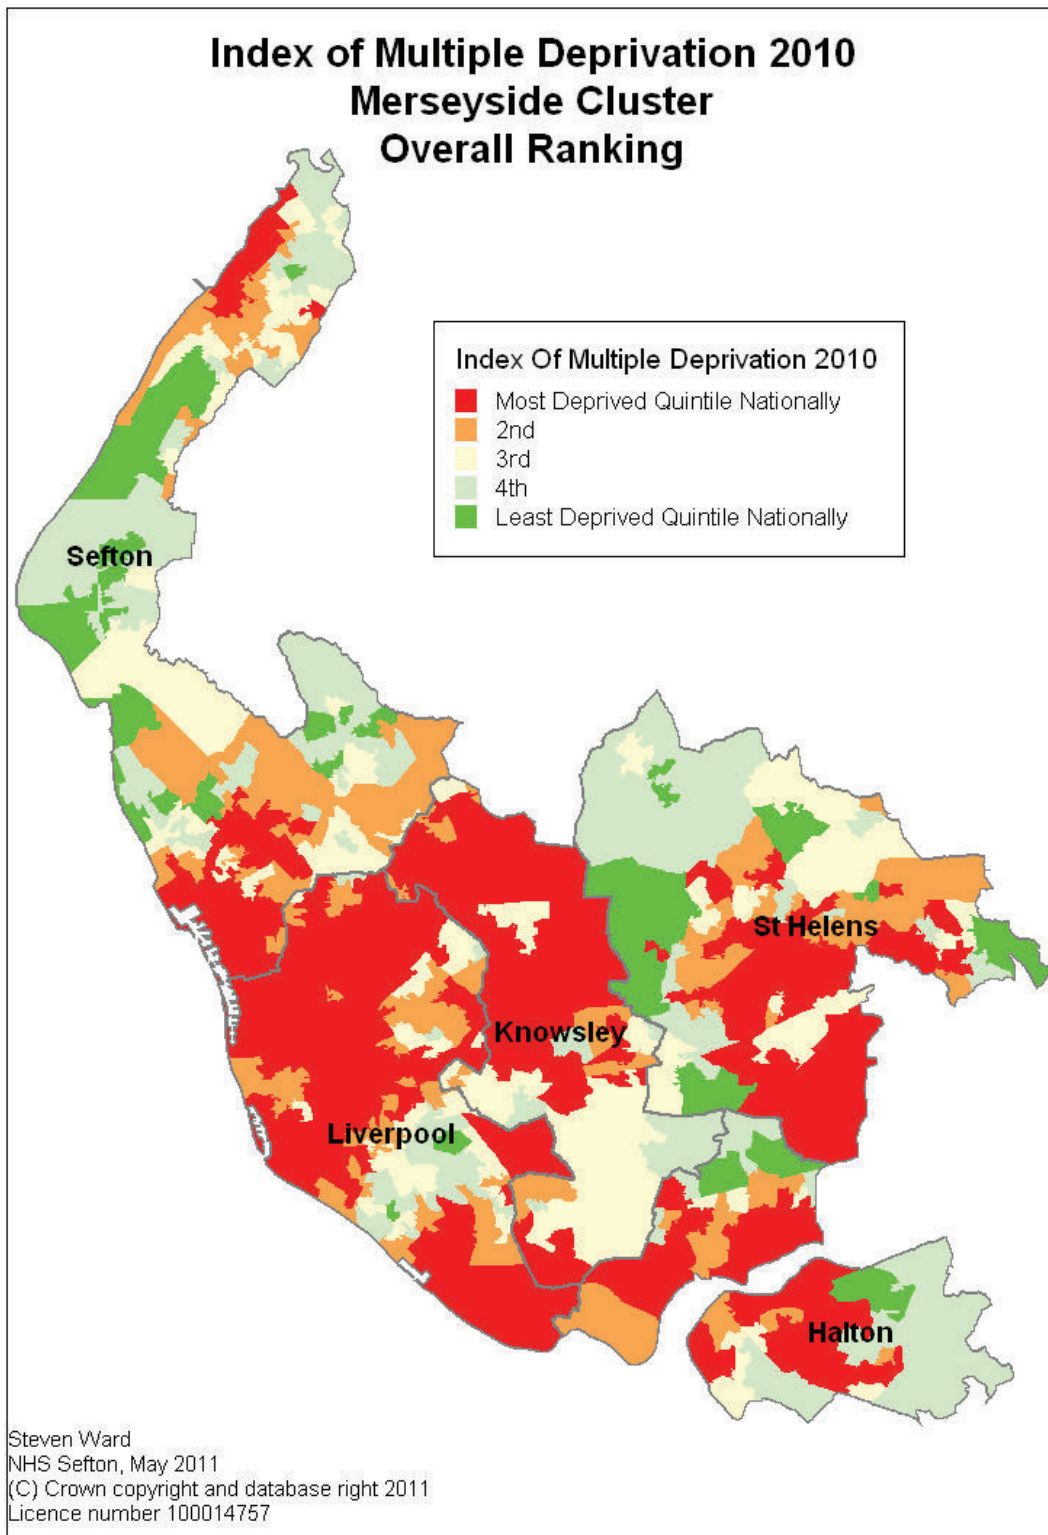 Index of Multiple Deprivation 2010
Merseyside Cluster
Overall Ranking
Index Of Multiple Deprivation 2010
Most Deprived Quintile Nationally
2nd
3rd
4th
Least Deprived Quintile Nationally
Sefton
St Helens
Knowsley
Liverpool
Halton
Steven Ward
NHS Sefton, May 2011
(C) Crown copyright and database right 2011
Licence number 100014757